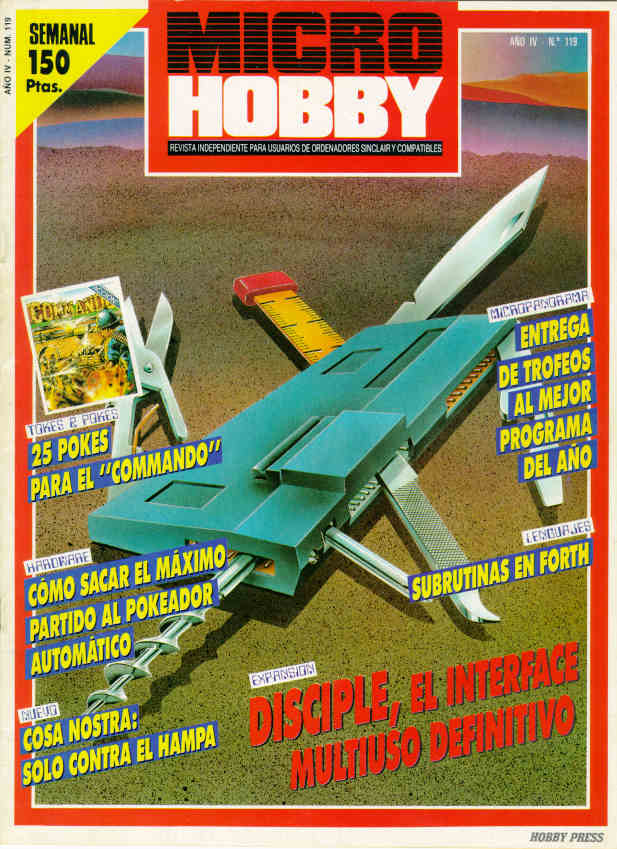 AÑO IV - NUM. 119
SEMANAL
150
Ptas.
MICRO
HOBBY
AÑO IV - N.º 119
REVISTA INDEPENDIENTE PARA USUARIOS DE ORDENADORES SINCLAIR Y COMPATIBLES
COMMANDO
TOKES & POKES
25 POKES
PARA EL "COMMANDO"
MICROPANORAMA
ENTREGA
DE TROFEOS
AL MEJOR
PROGRAMA
DEL AÑO
HARDWARE
CÓMO SACAR EL MÁXIMO
PARTIDO AL POKEADOR
AUTOMÁTICO
LENGUAJES
SUBRUTINAS EN FORTH
NUEVO
COSA NOSTRA:
SOLO CONTRA EL HAMPA
EXPANSION
DISCIPLE, EL INTERFACE
MULTIUSO DEFINITIVO
HOBBY PRESS